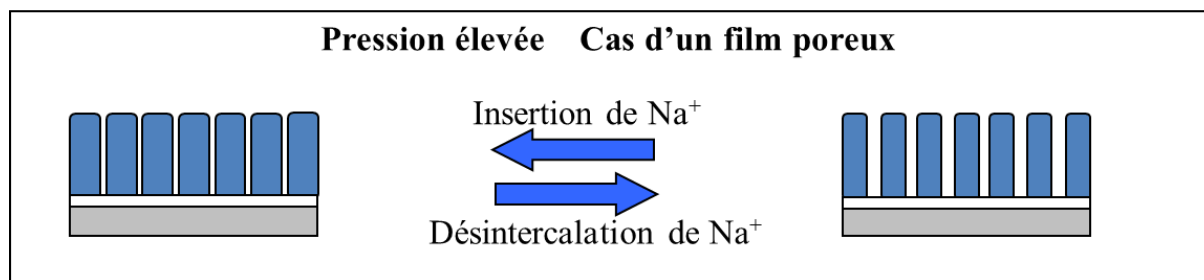 Pression élevée Cas d’un film poreux
Insertion de Na⁺
Désintercalation de Na⁺